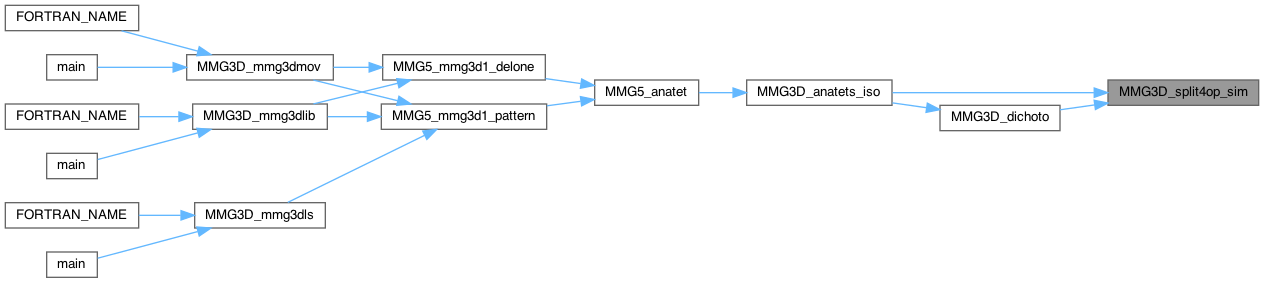 FORTRAN_NAME
main
MMG3D_mmg3dmov
MMG5_mmg3d1_delone
MMG5_anatet
MMG3D_anatets_iso
MMG3D_split4op_sim
FORTRAN_NAME
MMG3D_mmg3dlib
MMG5_mmg3d1_pattern
MMG3D_dichoto
main
FORTRAN_NAME
MMG3D_mmg3dls
main